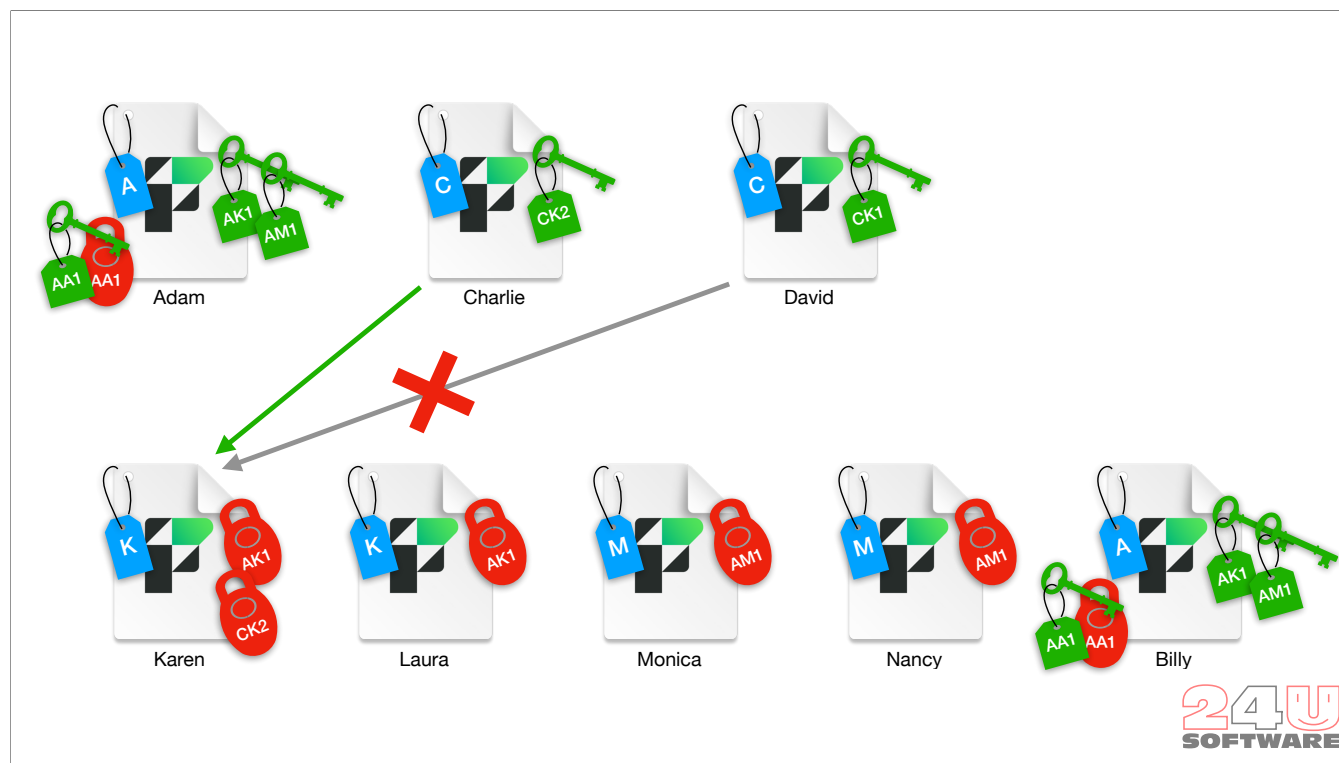 A
AK1
AM1
AA1
AA1
Adam
C
CK2
Charlie
C
CK1
David
K
AK1
CK2
Karen
K
AK1
Laura
M
AM1
Monica
M
AM1
Nancy
A
AK1
AM1
AA1
AA1
Billy
24U
SOFTWARE